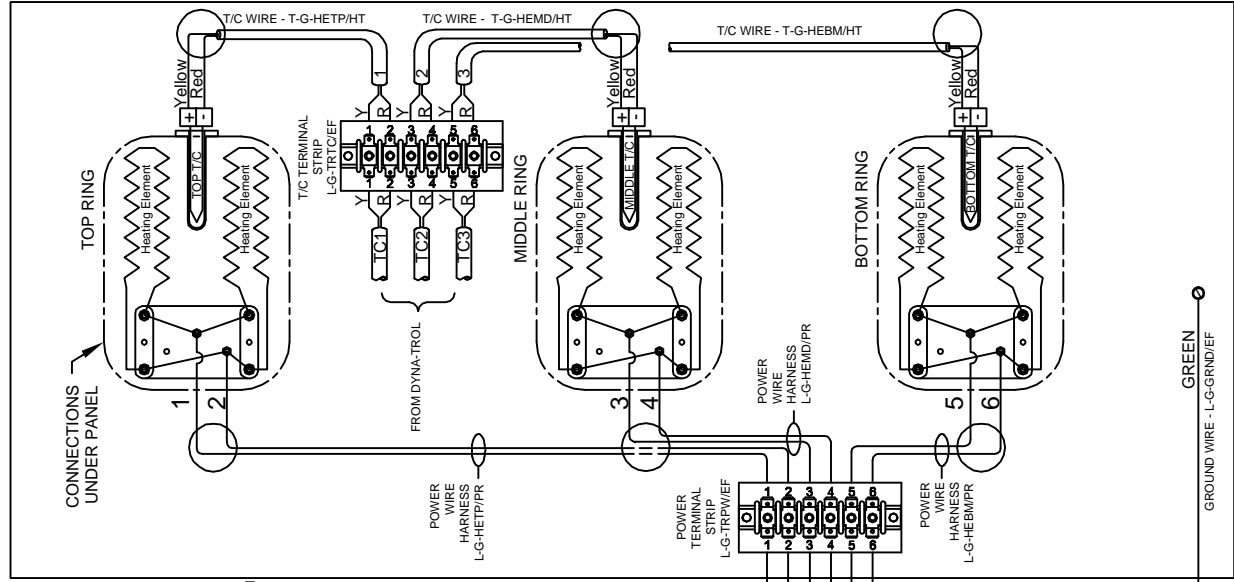 T/C WIRE - T-G-HETP/HT
T/C WIRE - T-G-HEMD/HT
T/C WIRE - T-G-HEBM/HT
Yellow
Red
+ -
1
2
3
Yellow
Red
+ -
Yellow
Red
+ -
Y R Y R Y R
1 2 3 4 5 6
T/C TERMINAL
STRIP
L-G-TRTC/EF
1 2 3 4 5 6
Y R Y R Y R
TC1
TC2
TC3
FROM DYNA-TROL
TOP RING
Heating Element
TOP T/C
Heating Element
MIDDLE RING
Heating Element
MIDDLE T/C
Heating Element
BOTTOM RING
Heating Element
BOTTOM T/C
Heating Element
CONNECTIONS
UNDER PANEL
1
2
3
4
5
6
POWER
WIRE
HARNESS
L-G-HETP/PR
POWER
WIRE
HARNESS
L-G-HEMD/PR
POWER
WIRE
HARNESS
L-G-HEBM/PR
POWER
TERMINAL
STRIP
L-G-TRPW/EF
1 2 3 4 5 6
1 2 3 4 5 6
GREEN
GROUND WIRE - L-G-GRND/EF